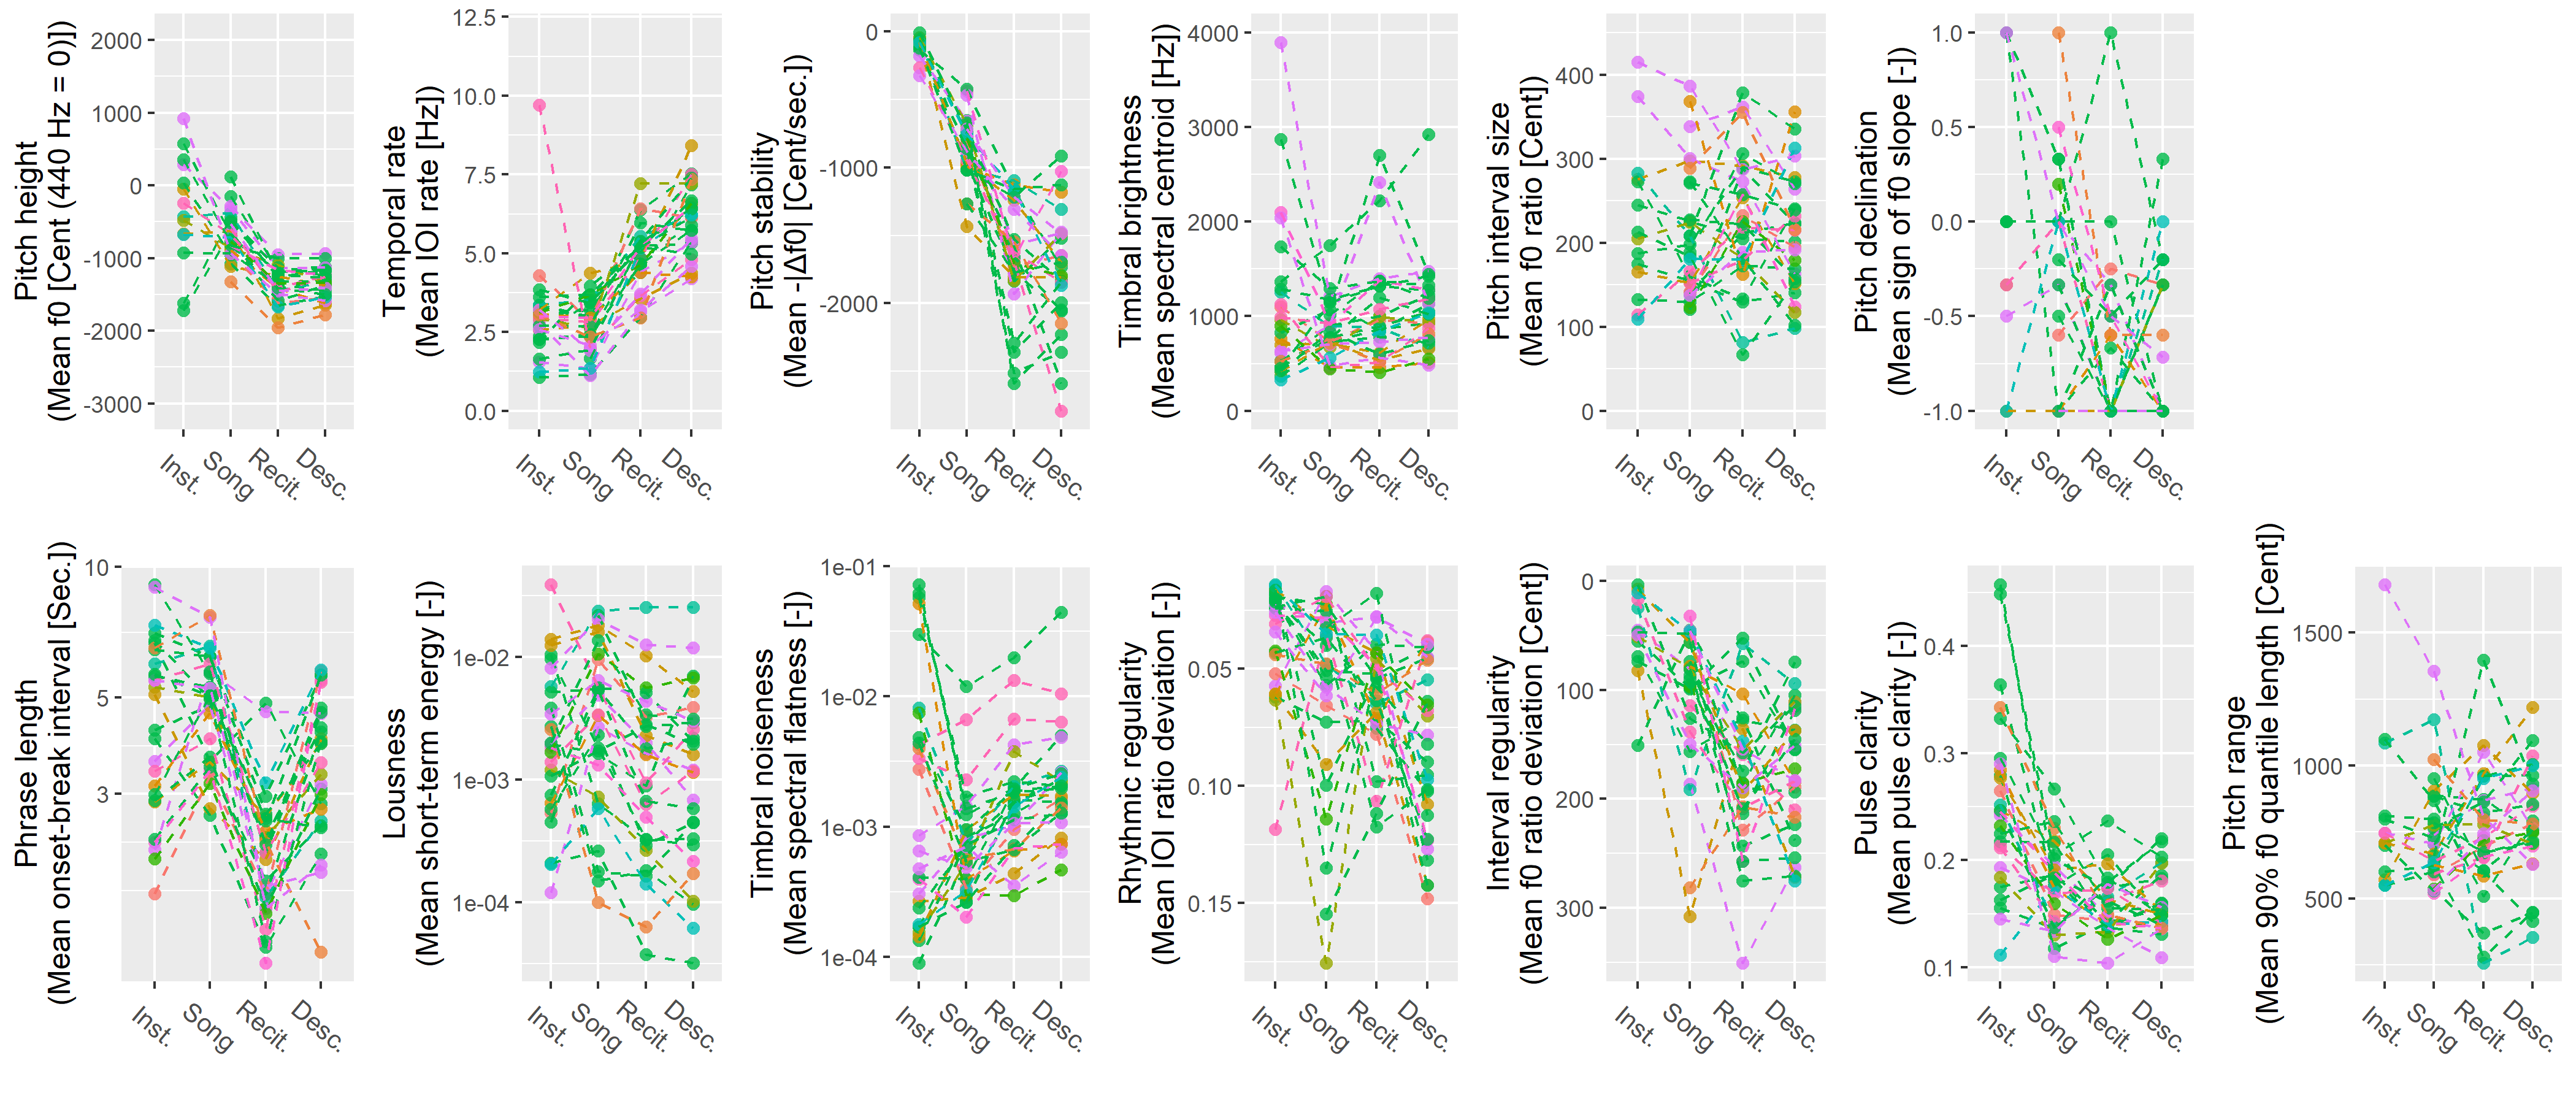 Pitch height
(Mean f0 [Cent (440 Hz = 0)])
2000
1000
0
-1000
-2000
-3000
Inst.
Song
Recit.
Desc.
Temporal rate
(Mean IOI rate [Hz])
12.5
10.0
7.5
5.0
2.5
0.0
Inst.
Song
Recit.
Desc.
Pitch stability
(Mean -|Δf0| [Cent/sec.])
0
-1000
-2000
Inst.
Song
Recit.
Desc.
Timbral brightness
(Mean spectral centroid [Hz])
4000
3000
2000
1000
0
Inst.
Song
Recit.
Desc.
Pitch interval size
(Mean f0 ratio [Cent])
400
300
200
100
0
Inst.
Song
Recit.
Desc.
Pitch declination
(Mean sign of f0 slope [-])
1.0
0.5
0.0
-0.5
-1.0
Inst.
Song
Recit.
Desc.
Phrase length
(Mean onset-break interval [Sec.])
10
5
3
Inst.
Song
Recit.
Desc.
Lousness
(Mean short-term energy [-])
1e-02
1e-03
1e-04
Inst.
Song
Recit.
Desc.
Timbral noisiness
(Mean spectral flatness [-])
1e-01
1e-02
1e-03
1e-04
Inst.
Song
Recit.
Desc.
Rhythmic regularity
(Mean IOI ratio deviation [-])
0.05
0.10
0.15
Inst.
Song
Recit.
Desc.
Interval regularity
(Mean f0 ratio deviation [Cent])
0
100
200
300
Inst.
Song
Recit.
Desc.
Pulse clarity
(Mean pulse clarity [-])
0.4
0.3
0.2
0.1
Inst.
Song
Recit.
Desc.
Pitch range
(Mean 90% f0 quantile length [Cent])
1500
1000
500
Inst.
Song
Recit.
Desc.